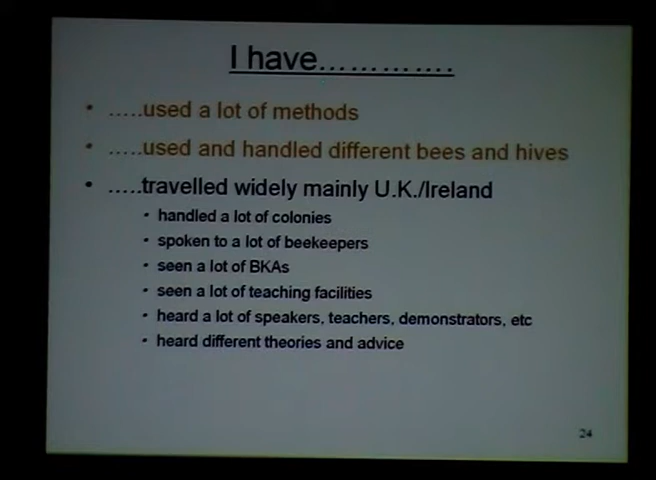 I have………….
• …..used a lot of methods
• …..used and handled different bees and hives
• …..travelled widely mainly U.K./Ireland
• handled a lot of colonies
• spoken to a lot of beekeepers
• seen a lot of BKAs
• seen a lot of teaching facilities
• heard a lot of speakers, teachers, demonstrators, etc
• heard different theories and advice
24